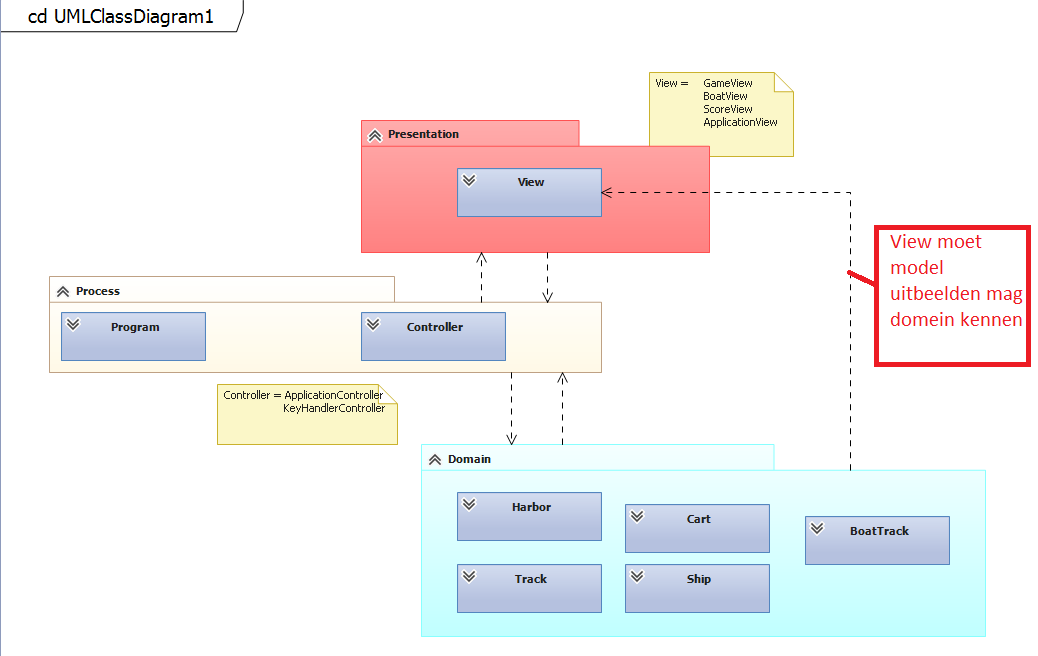 cd UMLClassDiagram1
View = GameView
BoatView
ScoreView
ApplicationView
Presentation
View
View moet
model
uitbeelden mag
domein kennen
Process
Program
Controller
Controller = ApplicationController
KeyHandlerController
Domain
Harbor
Cart
BoatTrack
Track
Ship